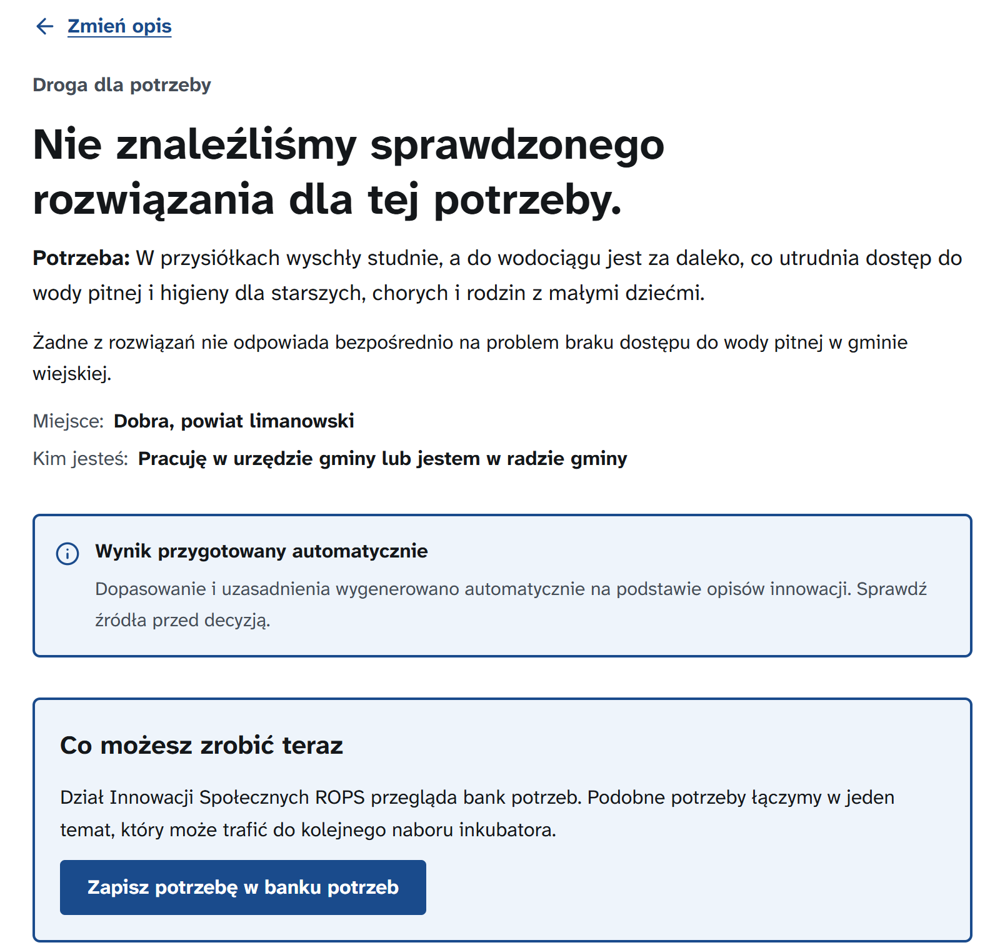 Zmień opis
Droga dla potrzeby
Nie znaleźliśmy sprawdzonego
rozwiązania dla tej potrzeby.
Potrzeba: W przysiółkach wyschły studnie, a do wodociągu jest za daleko, co utrudnia dostęp do
wody pitnej i higieny dla starszych, chorych i rodzin z małymi dziećmi.
Żadne z rozwiązań nie odpowiada bezpośrednio na problem braku dostępu do wody pitnej w gminie
wiejskiej.
Miejsce: Dobra, powiat limanowski
Kim jesteś: Pracuję w urzędzie gminy lub jestem w radzie gminy
Wynik przygotowany automatycznie
Dopasowanie i uzasadnienia wygenerowano automatycznie na podstawie opisów innowacji. Sprawdź
źródła przed decyzją.
Co możesz zrobić teraz
Dział Innowacji Społecznych ROPS przegląda bank potrzeb. Podobne potrzeby łączymy w jeden
temat, który może trafić do kolejnego naboru inkubatora.
Zapisz potrzebę w banku potrzeb